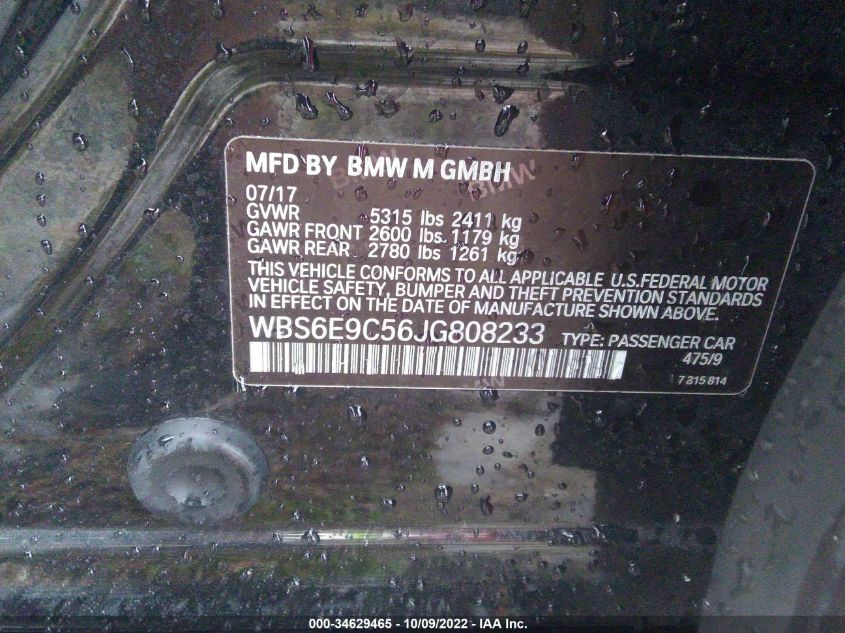 MFD BY BMW M GMBH
07/17
GVWR 5315 lbs 2411 kg
GAWR FRONT 2600 lbs 1179 kg
GAWR REAR 2780 lbs 1261 kg
THIS VEHICLE CONFORMS TO ALL APPLICABLE U.S.FEDERAL MOTOR
VEHICLE SAFETY, BUMPER AND THEFT PREVENTION STANDARDS
IN EFFECT ON THE DATE OF MANUFACTURE SHOWN ABOVE.
WBS6E9C56JG808233 TYPE: PASSENGER CAR
475/9
7315814
000-34629465 - 10/09/2022 - IAA Inc.